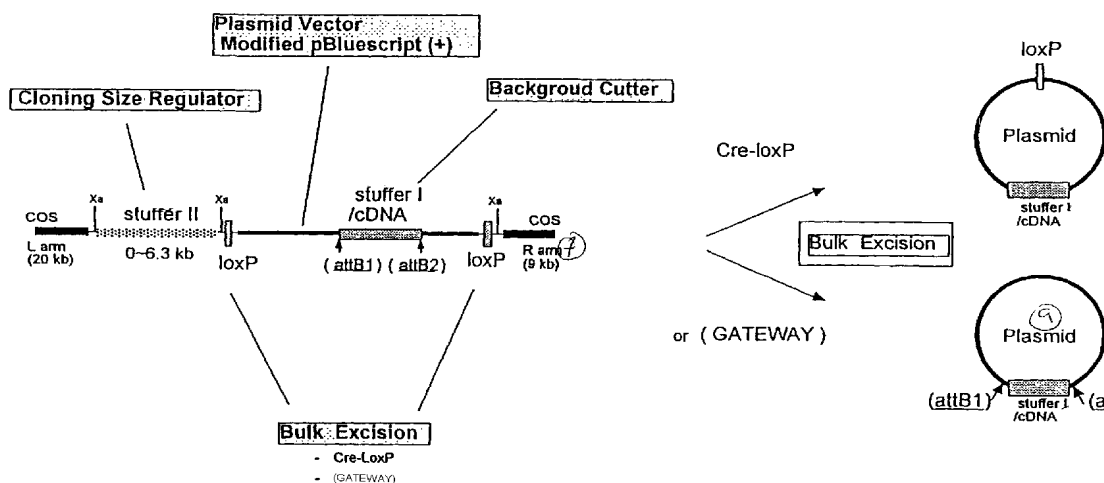 Plasmid Vector
Modified pBluescript (+)
Cloning Size Regulator
Backgroud Cutter
Xa
stuffer II
Xa
stuffer I
/cDNA
Xa
COS
COS
L arm
(20 kb)
0~6.3 kb
loxP
(attB1) (attB2)
loxP
R arm
(9 kb)
Bulk Excision
- Cre-LoxP
- (GATEWAY)
Cre-loxP
Bulk Excision
or (GATEWAY)
loxP
Plasmid
stuffer I
/cDNA
9
Plasmid
(attB1)
stuffer I
/cDNA
(a